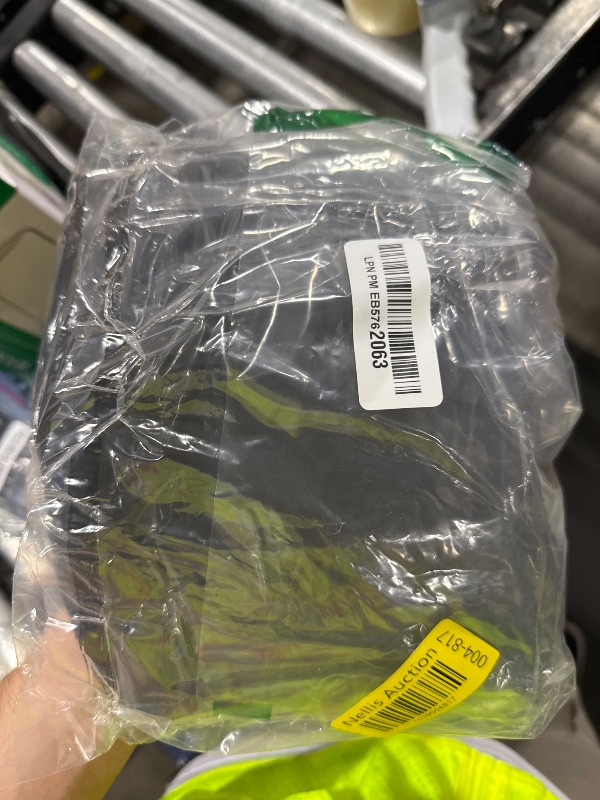 LPN PM EB5762063
Nellis Auction
004-817